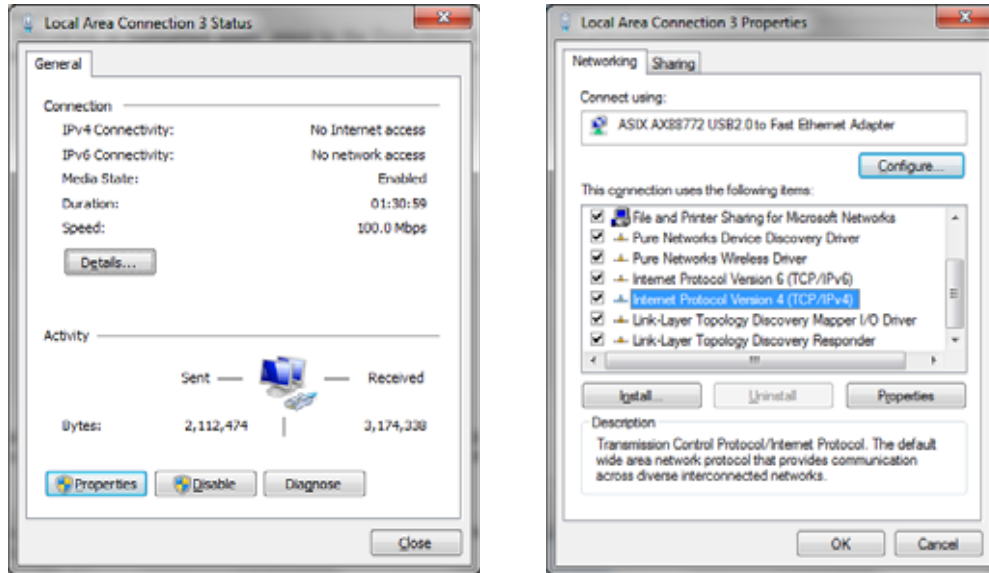 Local Area Connection 3 Status
General
Connection
IPv4 Connectivity: No Internet access
IPv6 Connectivity: No network access
Media State: Enabled
Duration: 01:30:59
Speed: 100.0 Mbps
Details...
Activity
Sent Received
Bytes: 2,112,474 3,174,338
Properties Disable Diagnose
Close
Local Area Connection 3 Properties
Networking Sharing
Connect using:
ASIX AX88772 USB2.0 to Fast Ethernet Adapter
Configure...
This connection uses the following items:
File and Printer Sharing for Microsoft Networks
Pure Networks Device Discovery Driver
Pure Networks Wireless Driver
Internet Protocol Version 6 (TCP/IPv6)
Internet Protocol Version 4 (TCP/IPv4)
Link-Layer Topology Discovery Mapper I/O Driver
Link-Layer Topology Discovery Responder
Install... Uninstall Properties
Description
Transmission Control Protocol/Internet Protocol. The default
wide area network protocol that provides communication
across diverse interconnected networks.
OK Cancel